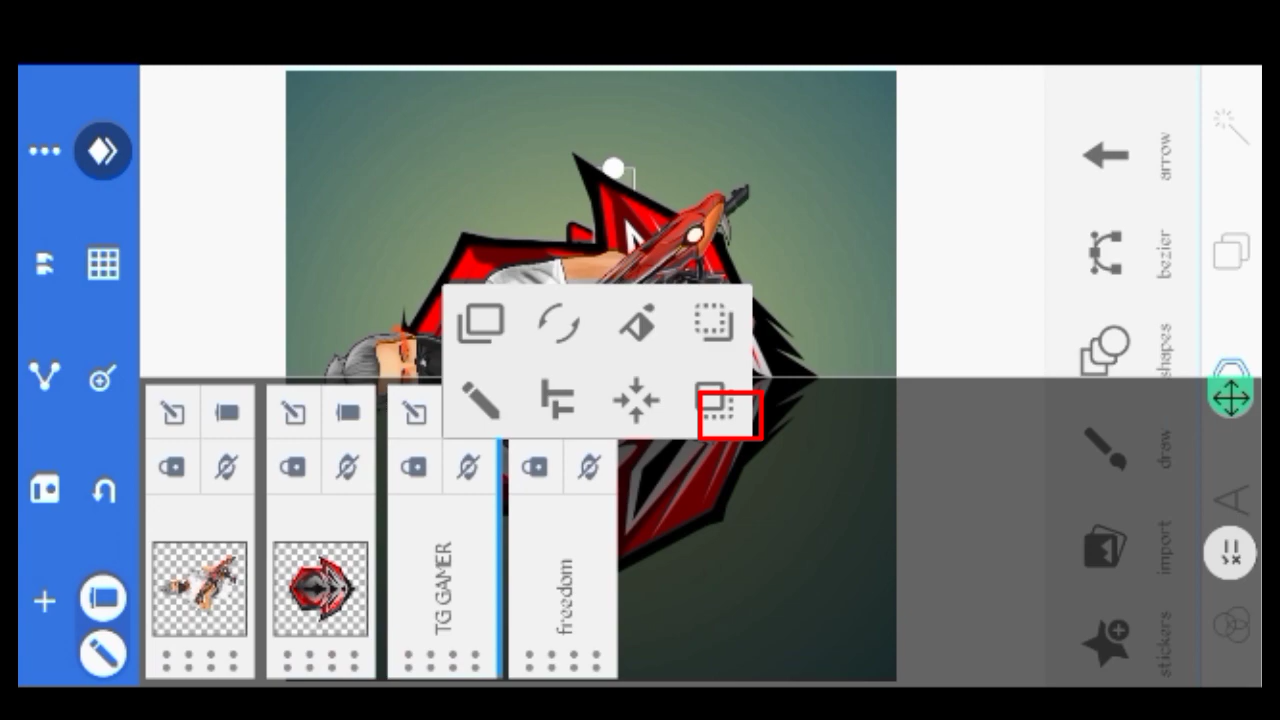 arrow
bezier
shapes
draw
import
stickers
A
TG GAMER
freedom